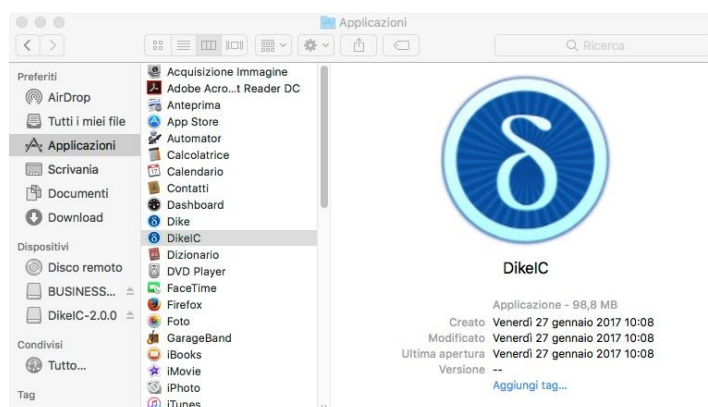 Applicazioni
Ricerca
Preferiti
AirDrop
Tutti i miei file
Applicazioni
Scrivania
Documenti
Download
Dispositivi
Disco remoto
BUSINESS...
DikeIC-2.0.0
Condivisi
Tutto...
Tag
Acquisizione Immagine
Adobe Acro...t Reader DC
Anteprima
App Store
Automator
Calcolatrice
Calendario
Contatti
Dashboard
Dike
DikeIC
Dizionario
DVD Player
FaceTime
Firefox
Foto
GarageBand
iBooks
iMovie
iPhoto
iTunes
δ
DikeIC
Applicazione - 98,8 MB
Creato Venerdì 27 gennaio 2017 10:08
Modificato Venerdì 27 gennaio 2017 10:08
Ultima apertura Venerdì 27 gennaio 2017 10:08
Versione --
Aggiungi tag...